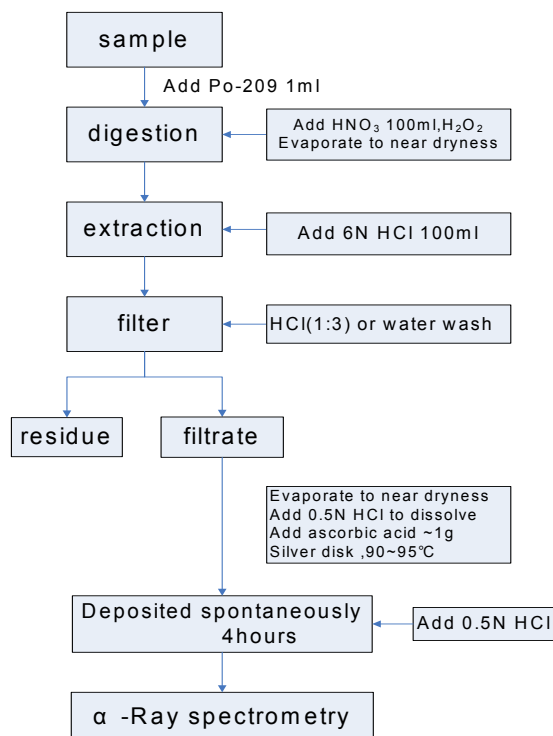 sample
Add Po-209 1ml
digestion
Add HNO₃ 100ml,H₂O₂
Evaporate to near dryness
extraction
Add 6N HCl 100ml
filter
HCl(1:3) or water wash
residue
filtrate
Evaporate to near dryness
Add 0.5N HCl to dissolve
Add ascorbic acid ~1g
Silver disk ,90~95℃
Deposited spontaneously
4hours
Add 0.5N HCl
α -Ray spectrometry